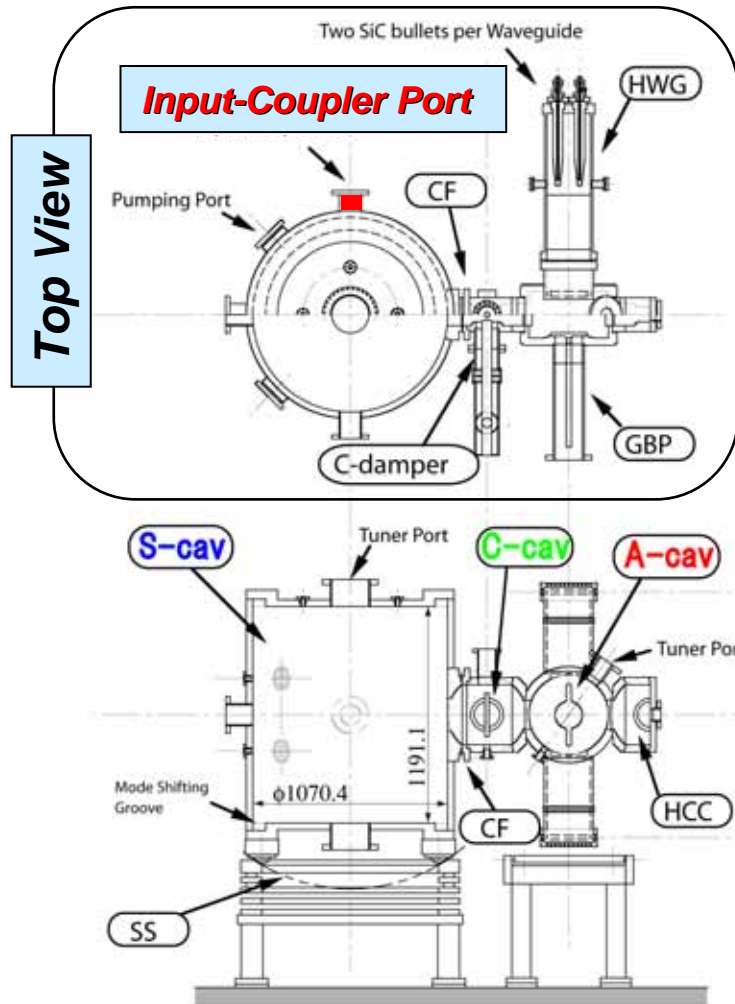 Two SiC bullets per Waveguide
Input-Coupler Port
HWG
Top View
Pumping Port
CF
C-damper
GBP
S-cav
Tuner Port
C-cav
A-cav
Tuner Por
1191.1
Mode Shifting
Groove
ϕ1070.4
CF
HCC
SS